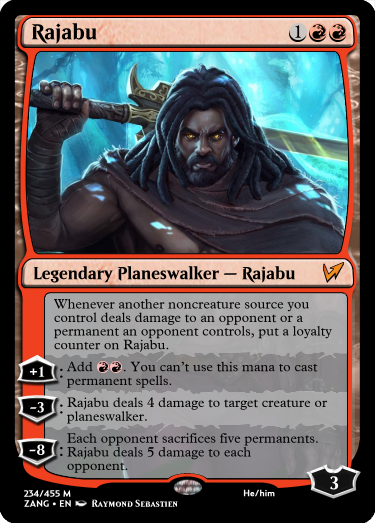 Rajabu 1
Legendary Planeswalker — Rajabu
Whenever another noncreature source you
control deals damage to an opponent or a
permanent an opponent controls, put a loyalty
counter on Rajabu.
+1: Add . You can't use this mana to cast
permanent spells.
-3: Rajabu deals 4 damage to target creature or
planeswalker.
-8: Each opponent sacrifices five permanents.
Rajabu deals 5 damage to each
opponent.
3
234/455 M He/him
ZANG • EN Raymond Sebastien